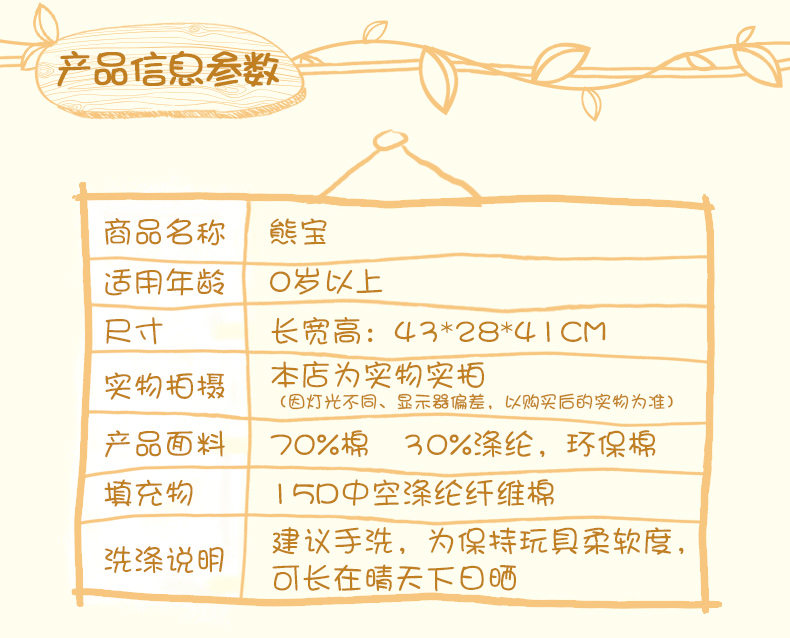 产品信息参数
商品名称 熊宝
适用年龄 0岁以上
尺寸 长宽高：43*28*41CM
实物拍摄 本店为实物实拍
（因灯光不同、显示器偏差，以购买后的实物为准）
产品面料 70%棉 30%涤纶，环保棉
填充物 15D中空涤纶纤维棉
洗涤说明 建议手洗，为保持玩具柔软度，
可长在晴天下日晒